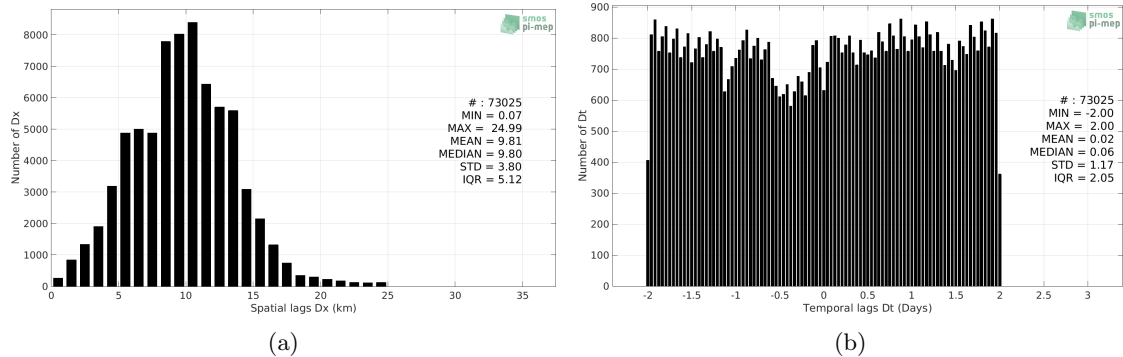 smos
pi-mep
8000
7000
6000
5000
4000
3000
2000
1000
0
Number of Dx
# : 73025
MIN = 0.07
MAX = 24.99
MEAN = 9.81
MEDIAN = 9.80
STD = 3.80
IQR = 5.12
0 5 10 15 20 25 30 35
Spatial lags Dx (km)
(a)
smos
pi-mep
900
800
700
600
500
400
300
200
100
0
Number of Dt
# : 73025
MIN = -2.00
MAX = 2.00
MEAN = 0.02
MEDIAN = 0.06
STD = 1.17
IQR = 2.05
-2 -1.5 -1 -0.5 0 0.5 1 1.5 2 2.5 3
Temporal lags Dt (Days)
(b)